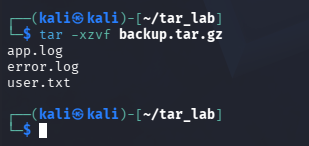 ┌──(kali㉿kali)-[~/tar_lab]
└─$ tar -xzvf backup.tar.gz
app.log
error.log
user.txt
┌──(kali㉿kali)-[~/tar_lab]
└─$